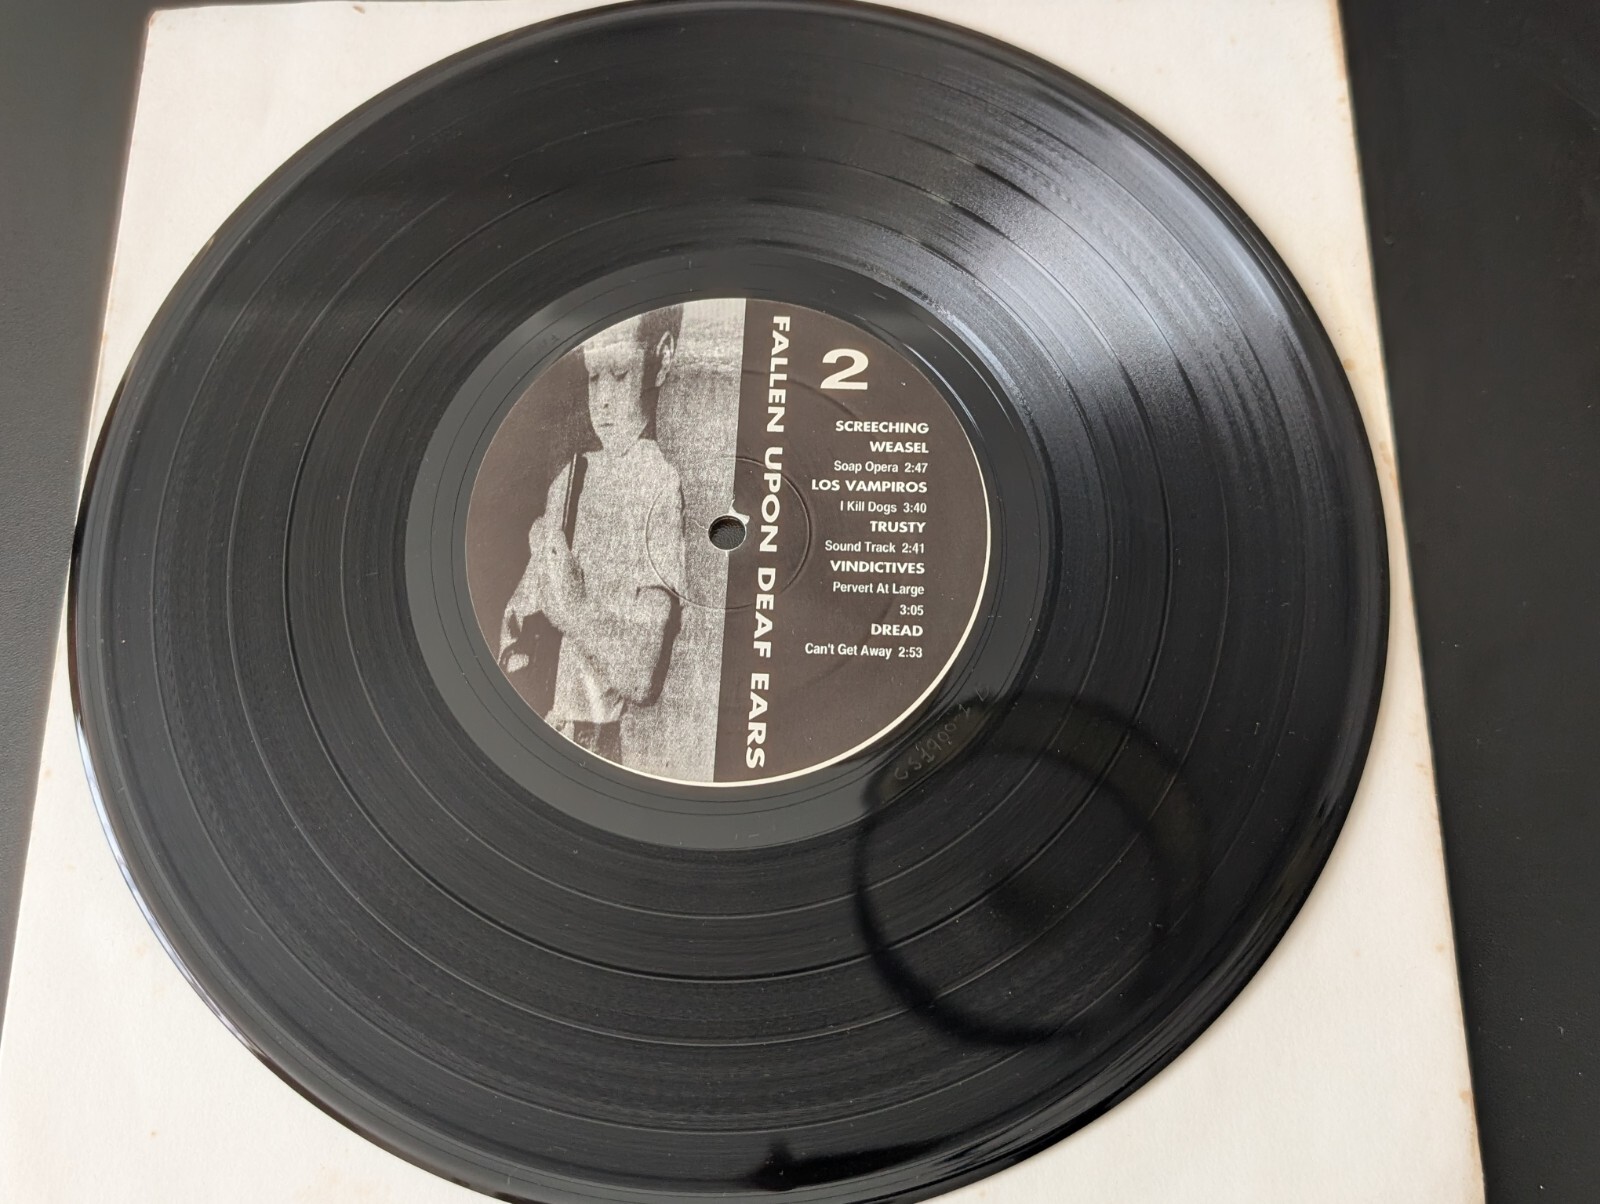 FALLEN UPON DEAF EARS
2
SCREECHING
WEASEL
Soap Opera 2:47
LOS VAMPIROS
I Kill Dogs 3:40
TRUSTY
Sound Track 2:41
VINDICTIVES
Pervert At Large
3:05
DREAD
Can't Get Away 2:53